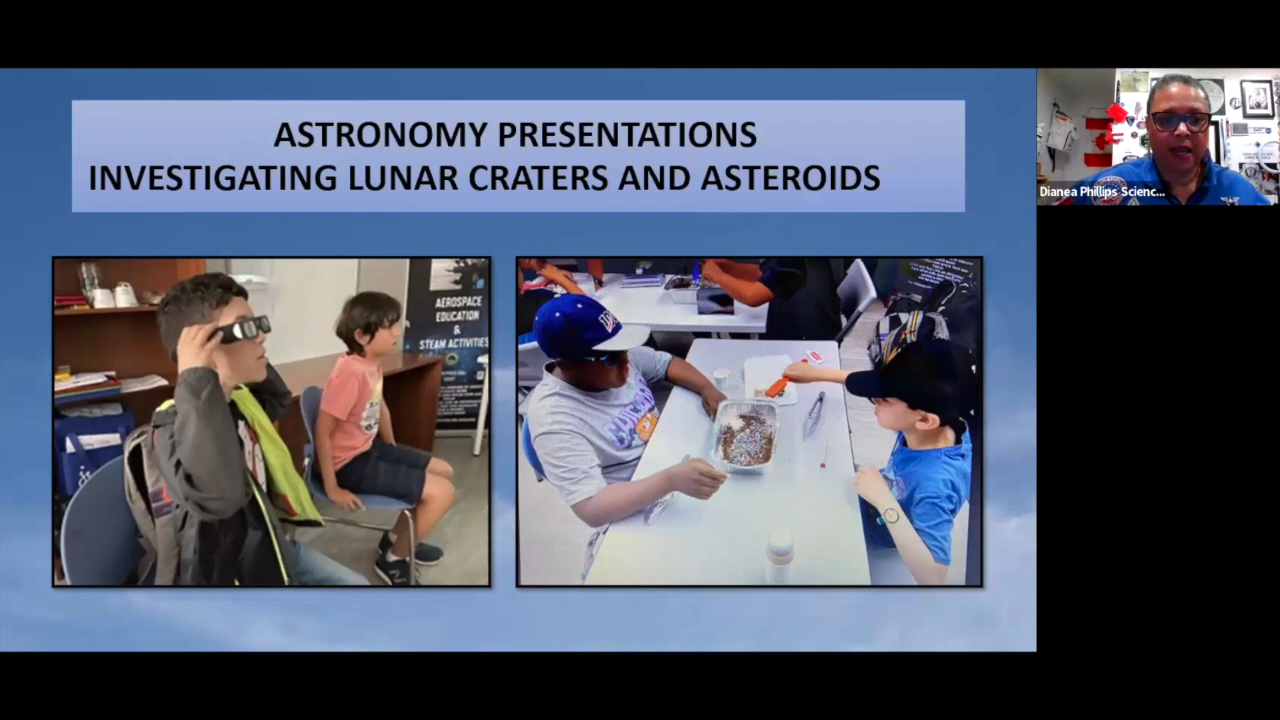 ASTRONOMY PRESENTATIONS
INVESTIGATING LUNAR CRATERS AND ASTEROIDS
Dianea Phillips Scienc...
AEROSPACE
EDUCATION
&
STEAM ACTIVITIES